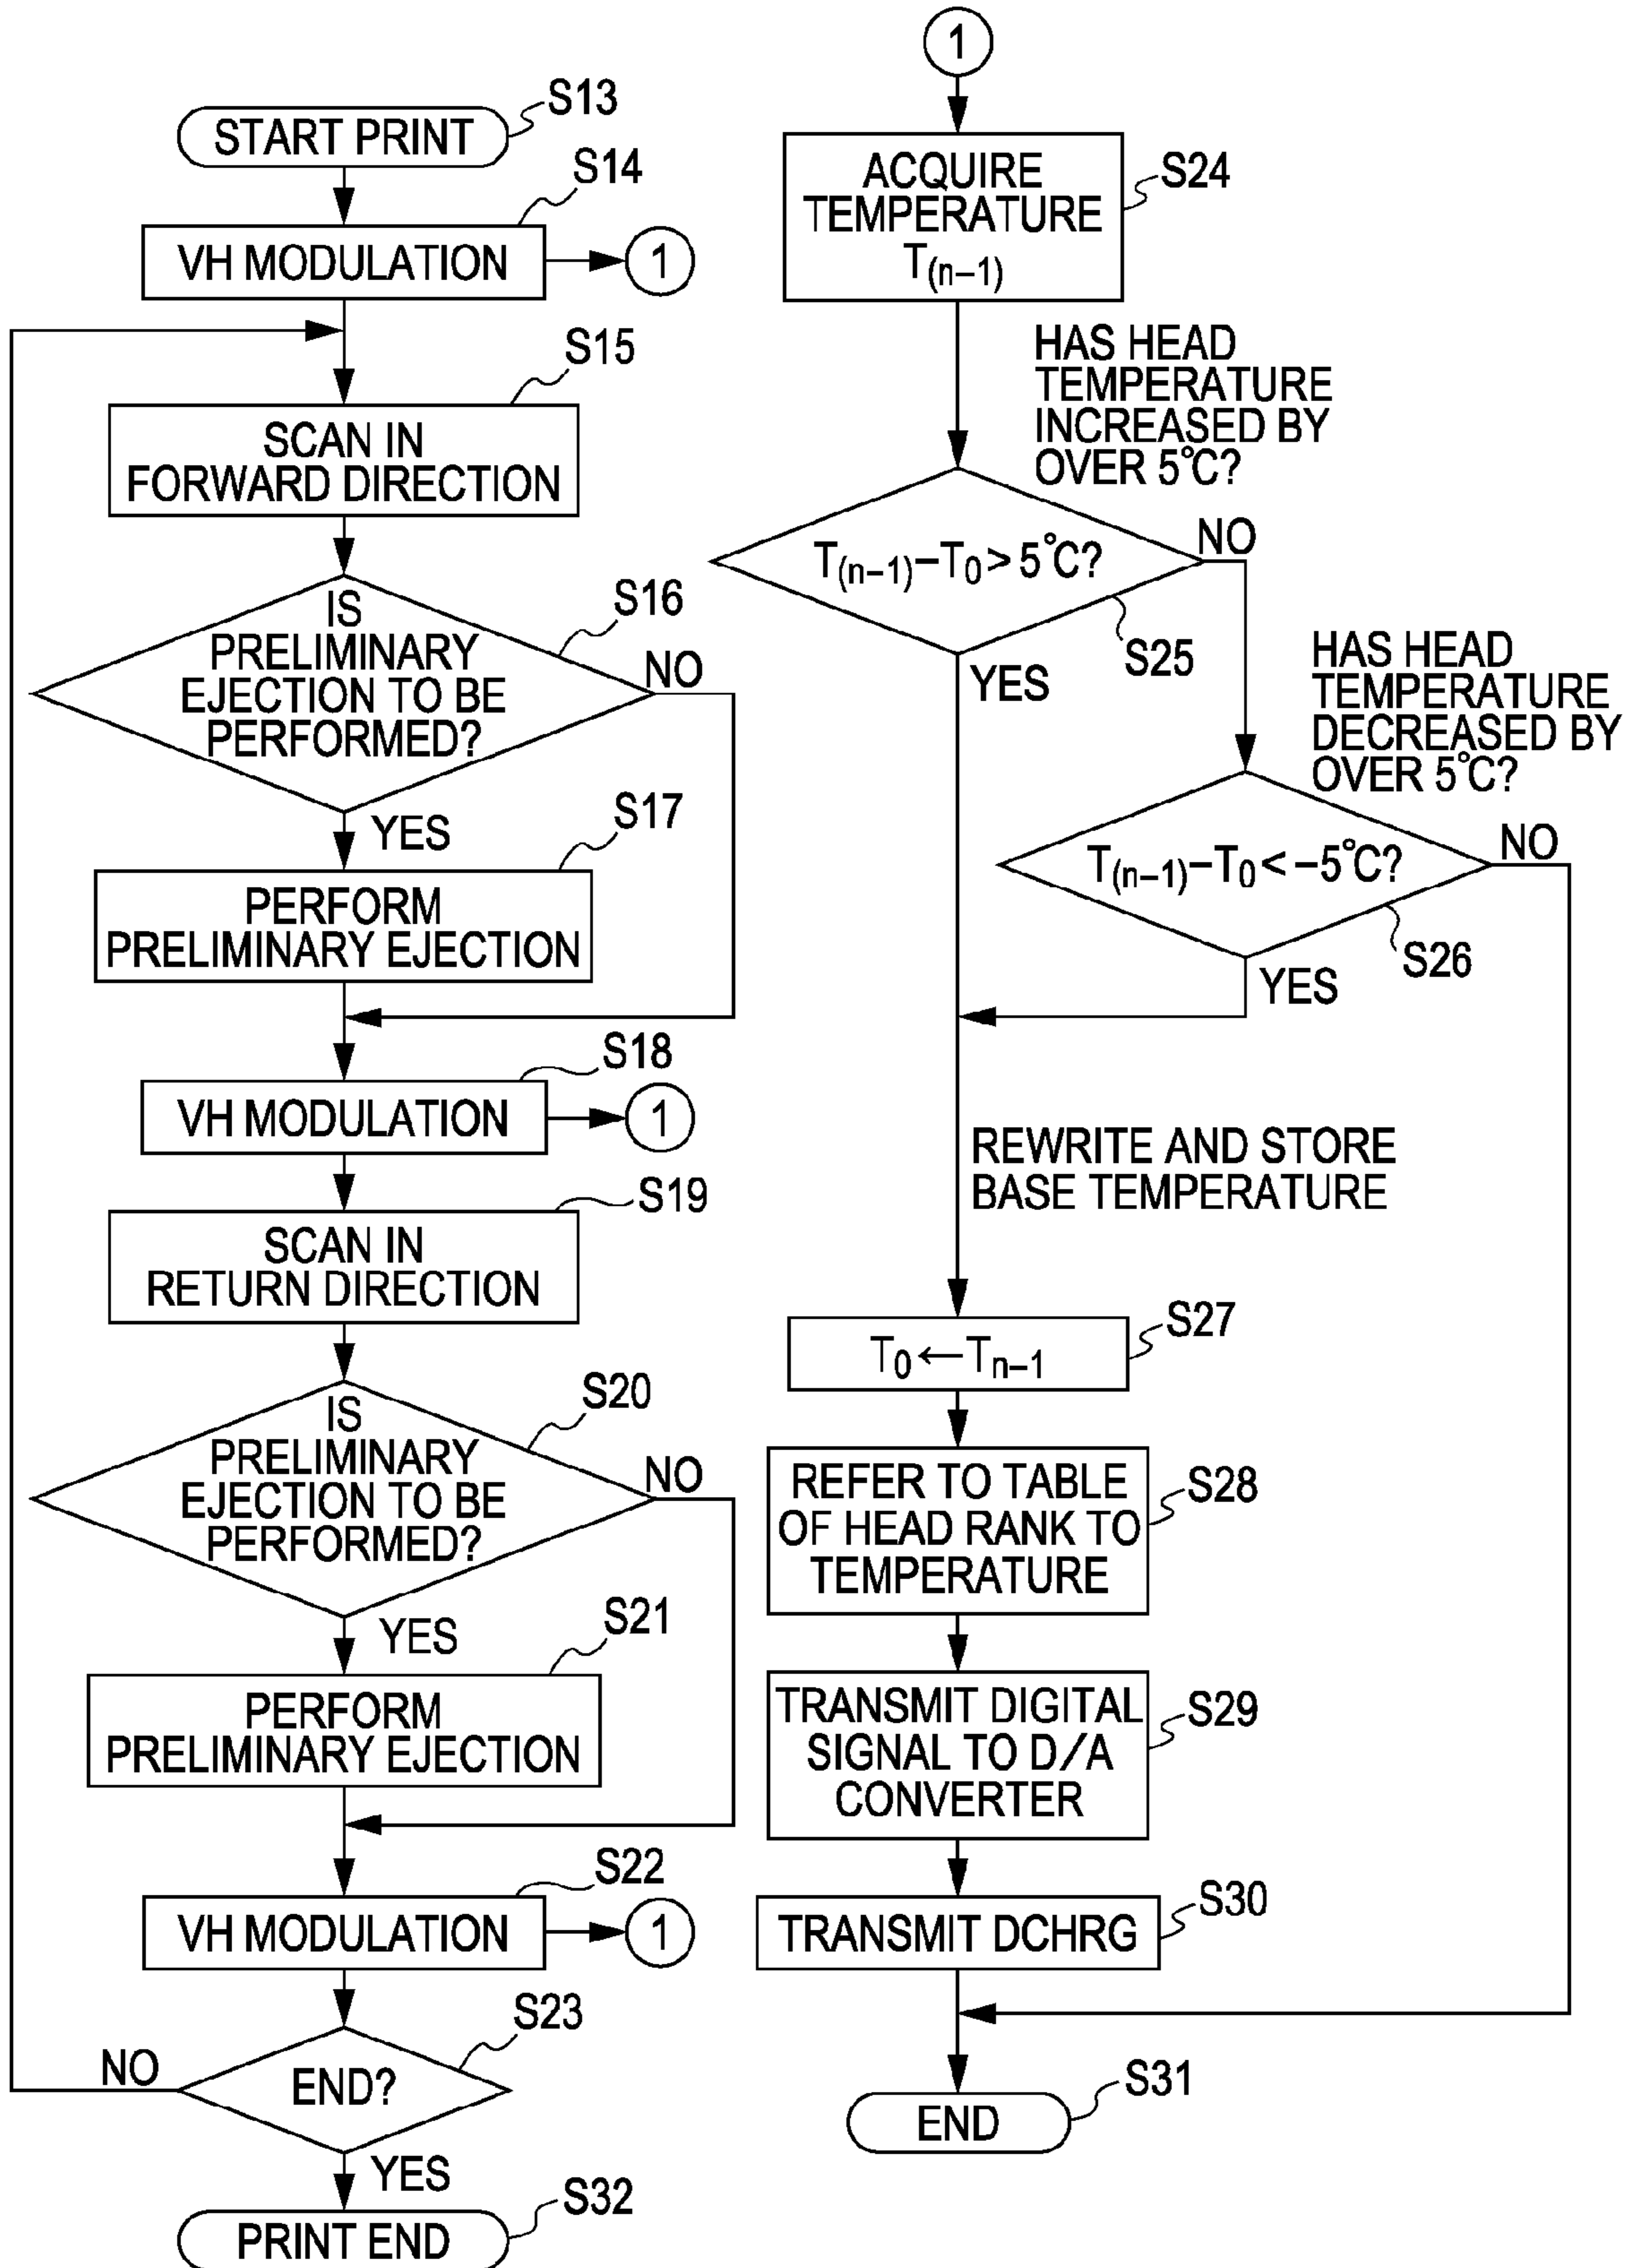 START PRINT
S13
VH MODULATION
S14
1
SCAN IN
FORWARD DIRECTION
S15
IS
PRELIMINARY
EJECTION TO BE
PERFORMED?
S16
NO
YES
PERFORM
PRELIMINARY EJECTION
S17
VH MODULATION
S18
1
SCAN IN
RETURN DIRECTION
S19
IS
PRELIMINARY
EJECTION TO BE
PERFORMED?
S20
NO
YES
PERFORM
PRELIMINARY EJECTION
S21
VH MODULATION
S22
1
END?
S23
NO
YES
PRINT END
S32
1
ACQUIRE
TEMPERATURE
T(n−1)
S24
HAS HEAD
TEMPERATURE
INCREASED BY
OVER 5°C?
T(n−1)−T0 > 5°C?
S25
NO
YES
HAS HEAD
TEMPERATURE
DECREASED BY
OVER 5°C?
T(n−1)−T0 < −5°C?
S26
NO
YES
REWRITE AND STORE
BASE TEMPERATURE
T0 ← Tn−1
S27
REFER TO TABLE
OF HEAD RANK TO
TEMPERATURE
S28
TRANSMIT DIGITAL
SIGNAL TO D/A
CONVERTER
S29
TRANSMIT DCHRG
S30
END
S31